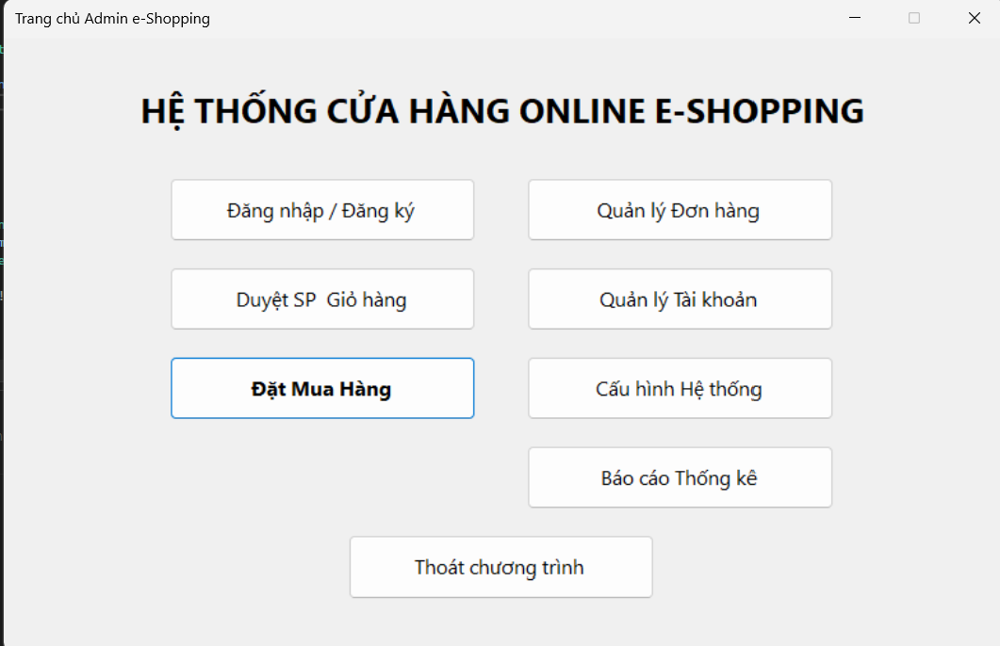 Trang chủ Admin e-Shopping
HỆ THỐNG CỬA HÀNG ONLINE E-SHOPPING
Đăng nhập / Đăng ký
Quản lý Đơn hàng
Duyệt SP  Giỏ hàng
Quản lý Tài khoản
Đặt Mua Hàng
Cấu hình Hệ thống
Báo cáo Thống kê
Thoát chương trình